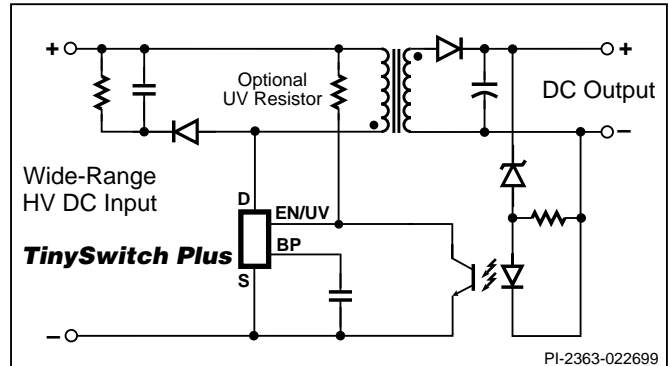 +
+
Optional
UV Resistor
DC Output
−
Wide-Range
HV DC Input
D
EN/UV
BP
TinySwitch Plus
S
−
PI-2363-022699